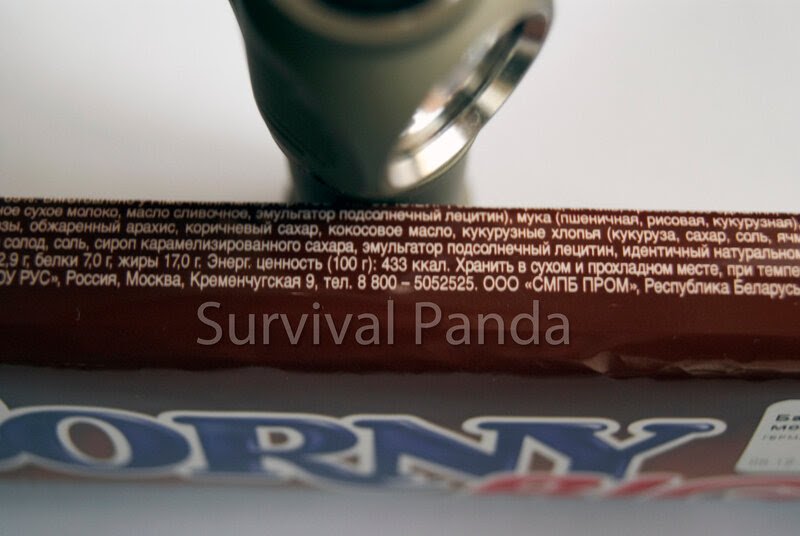 ное сухое молоко, масло сливочное, эмульгатор подсолнечный лецитин), мука (пшеничная, рисовая, кукурузная),
ы, обжаренный арахис, коричневый сахар, кокосовое масло, кукурузные хлопья (кукуруза, сахар, соль, ячм
солод, соль, сироп карамелизированного сахара, эмульгатор подсолнечный лецитин, идентичный натуральном
2,9 г, белки 7,0 г, жиры 17,0 г. Энерг. ценность (100 г): 433 ккал. Хранить в сухом и прохладном месте, при темпе
ОУ РУС», Россия, Москва, Кременчугская 9, тел. 8 800 – 5052525. ООО «СМПБ ПРОМ», Республика Беларусь
Survival Panda
ORNY